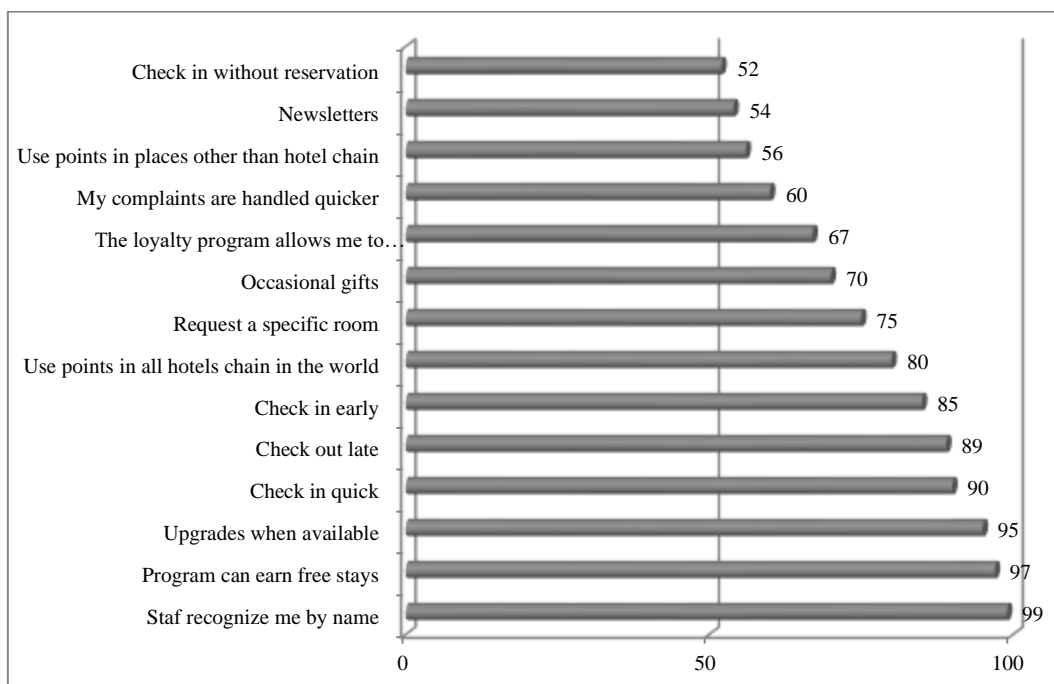 Check in without reservation 52
Newsletters 54
Use points in places other than hotel chain 56
My complaints are handled quicker 60
The loyalty program allows me to… 67
Occasional gifts 70
Request a specific room 75
Use points in all hotels chain in the world 80
Check in early 85
Check out late 89
Check in quick 90
Upgrades when available 95
Program can earn free stays 97
Staf recognize me by name 99
0 50 100